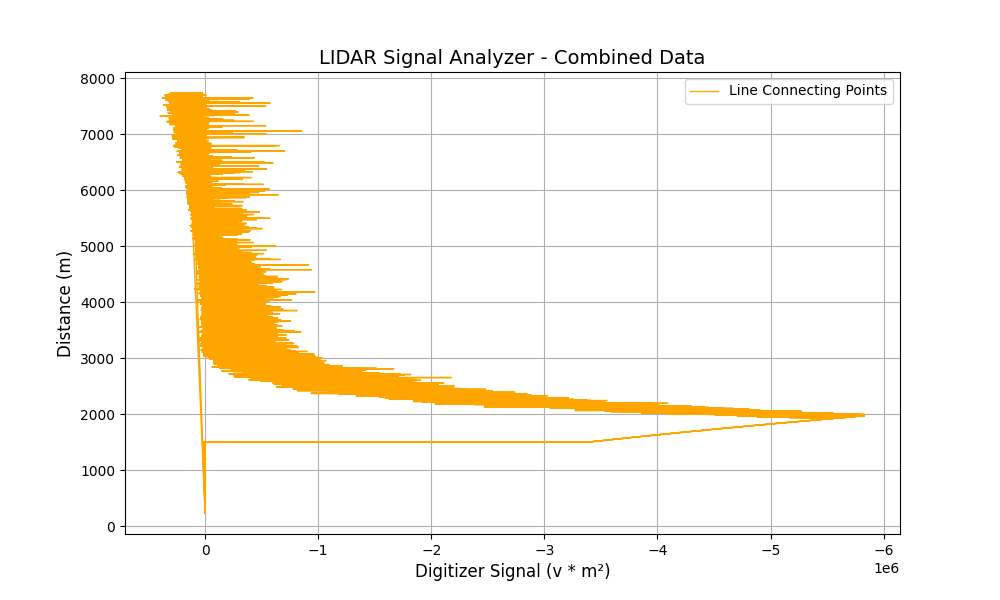 LIDAR Signal Analyzer - Combined Data
Line Connecting Points
8000
7000
6000
5000
4000
3000
2000
1000
0
Distance (m)
0 −1 −2 −3 −4 −5 −6
1e6
Digitizer Signal (v * m²)